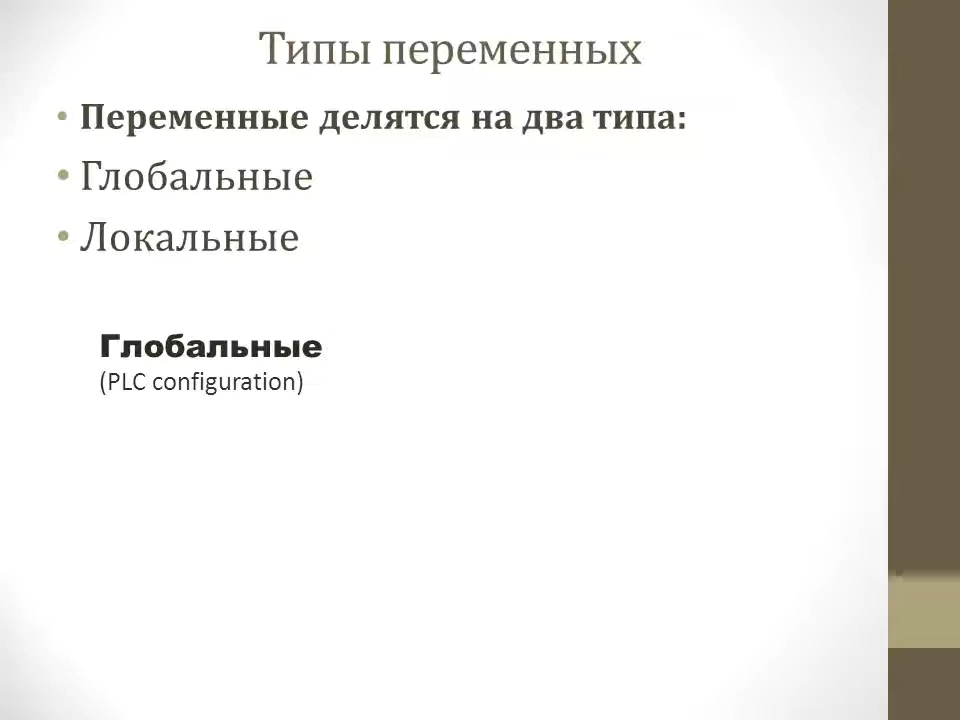 Типы переменных
• Переменные делятся на два типа:
• Глобальные
• Локальные
Глобальные
(PLC configuration)